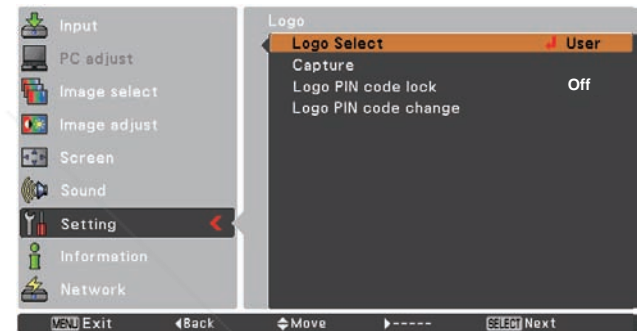 Input
PC adjust
Image select
Image adjust
Screen
Sound
Setting
Information
Network
Logo
Logo Select User
Capture
Logo PIN code lock Off
Logo PIN code change
MENU Exit ◀Back Move ▶----- SELECT Next